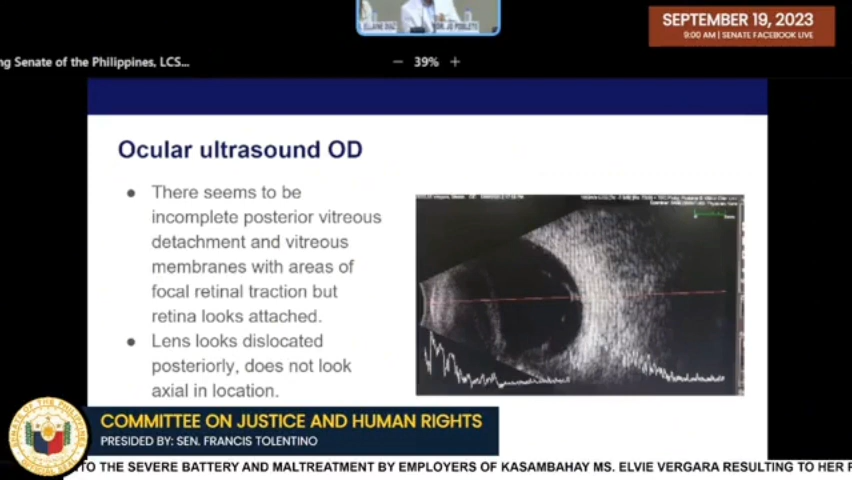 SEPTEMBER 19, 2023
9:00 AM | SENATE FACEBOOK LIVE
ng Senate of the Philippines, LCS...
39%
Ocular ultrasound OD
• There seems to be
incomplete posterior vitreous
detachment and vitreous
membranes with areas of
focal retinal traction but
retina looks attached.
• Lens looks dislocated
posteriorly, does not look
axial in location.
COMMITTEE ON JUSTICE AND HUMAN RIGHTS
PRESIDED BY: SEN. FRANCIS TOLENTINO
TO THE SEVERE BATTERY AND MALTREATMENT BY EMPLOYERS OF KASAMBAHAY MS. ELVIE VERGARA RESULTING TO HER